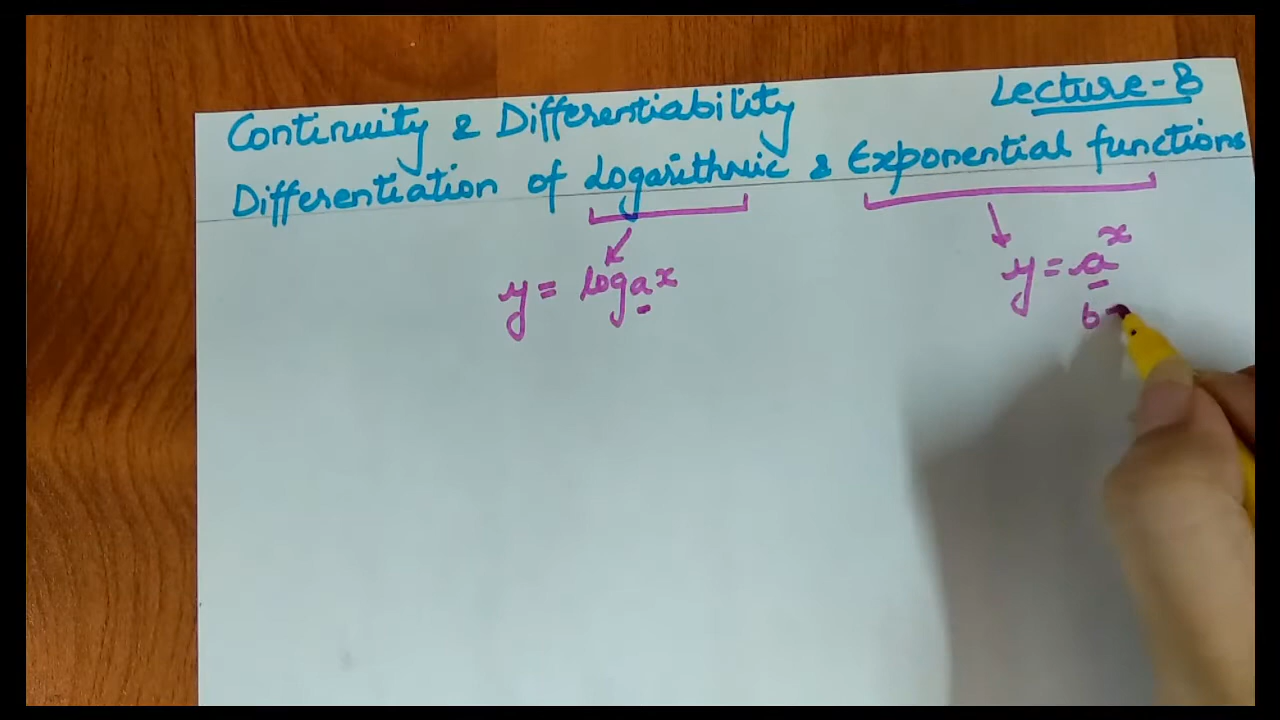 Lecture-8
Continuity & Differentiability
Differentiation of Logarithmic & Exponential functions
y = logₐx
y = aˣ